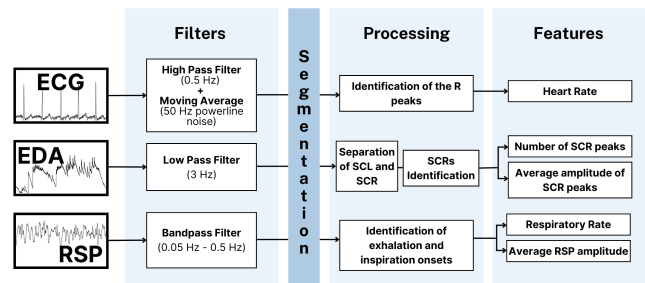 Filters
Segmentation
Processing
Features
ECG
High Pass Filter
(0.5 Hz)
+
Moving Average
(50 Hz powerline
noise)
Identification of the R
peaks
Heart Rate
EDA
Low Pass Filter
(3 Hz)
Separation
of SCL and
SCR
SCRs
Identification
Number of SCR peaks
Average amplitude of
SCR peaks
RSP
Bandpass Filter
(0.05 Hz - 0.5 Hz)
Identification of
exhalation and
inspiration onsets
Respiratory Rate
Average RSP amplitude